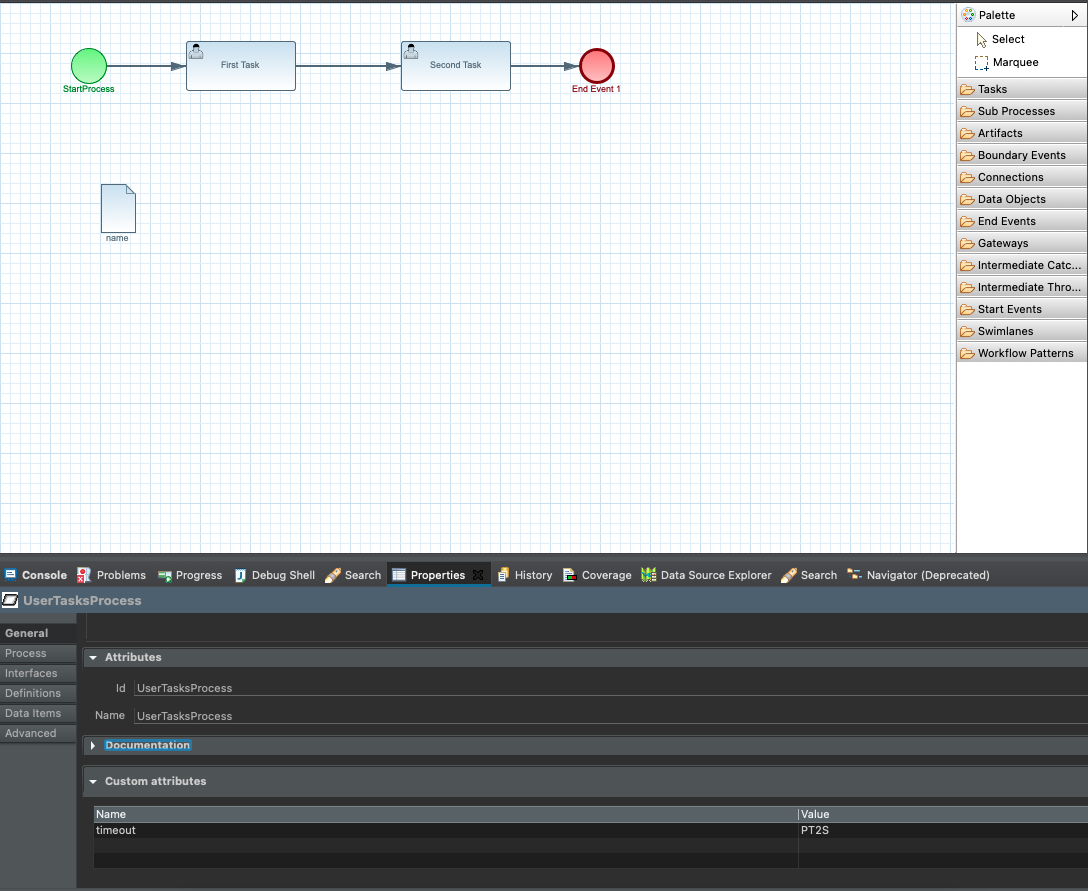 StartProcess
First Task
Second Task
End Event 1
name
Palette
Select
Marquee
Tasks
Sub Processes
Artifacts
Boundary Events
Connections
Data Objects
End Events
Gateways
Intermediate Catc...
Intermediate Thro...
Start Events
Swimlanes
Workflow Patterns
Console Problems Progress Debug Shell Search Properties History Coverage Data Source Explorer Search Navigator (Deprecated)
UserTasksProcess
General
Process
Interfaces
Definitions
Data Items
Advanced
Attributes
Id UserTasksProcess
Name UserTasksProcess
Documentation
Custom attributes
Name Value
timeout PT2S